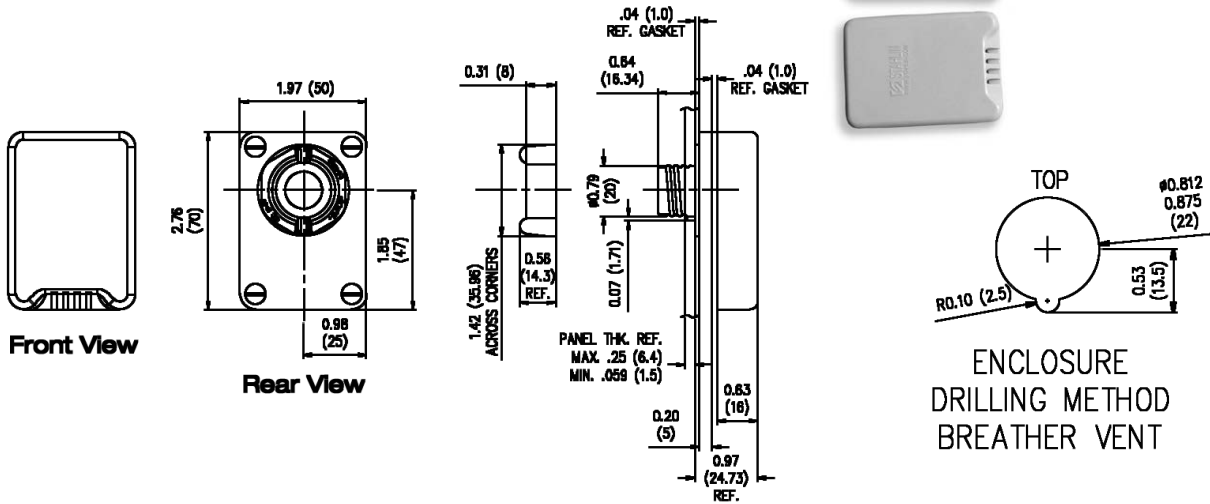 .04 (1.0)
REF. GASKET
0.64
(16.34)
.04 (1.0)
REF. GASKET
0.31 (8)
1.97 (50)
2.76
(70)
1.85
(47)
0.98
(25)
Front View
Rear View
1.42 (35.96)
ACROSS CORNERS
0.56
(14.3)
REF.
ø0.79
(20)
0.07 (1.71)
PANEL THK. REF.
MAX. .25 (6.4)
MIN. .059 (1.5)
0.20
(5)
0.63
(16)
0.97
(24.73)
REF.
TOP
ø0.812
0.875
(22)
0.53
(13.5)
R0.10 (2.5)
ENCLOSURE
DRILLING METHOD
BREATHER VENT